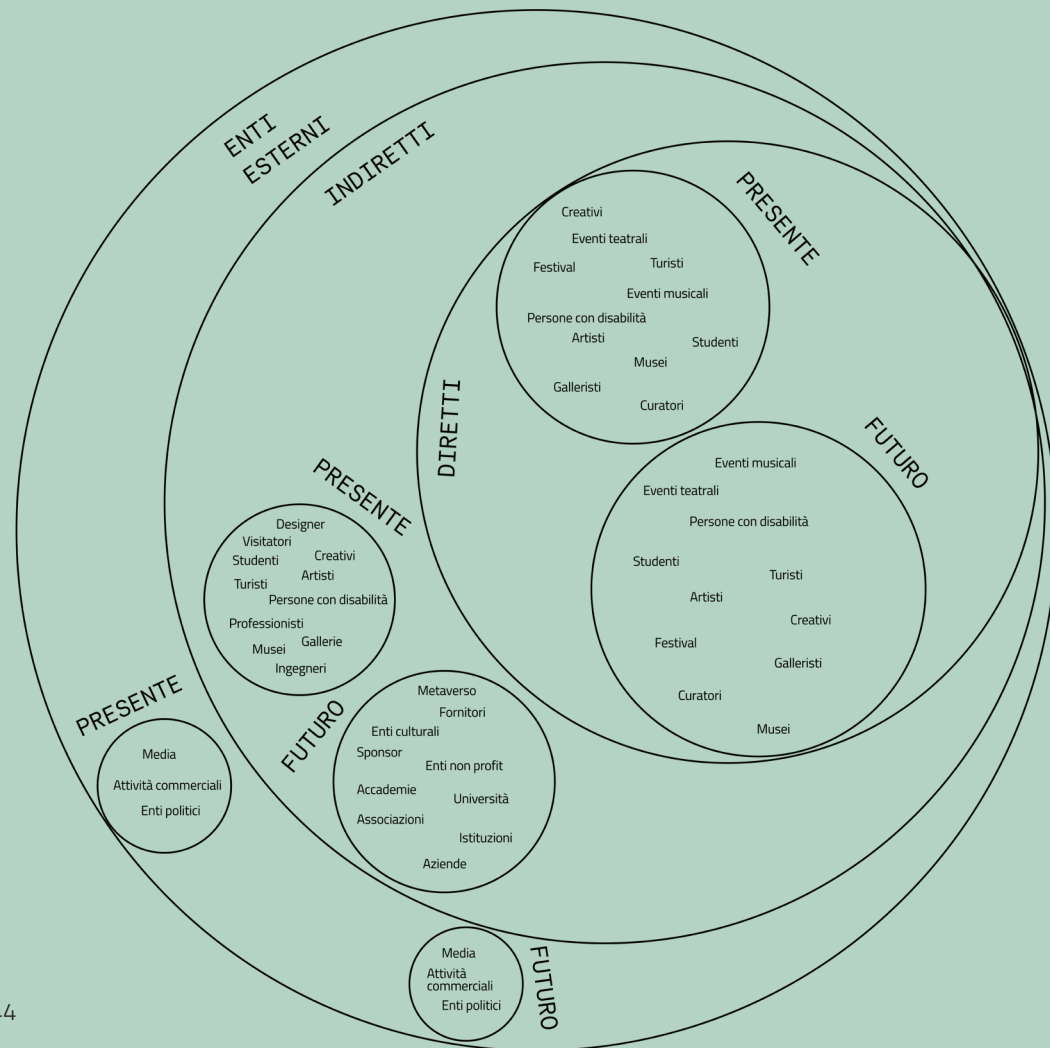 ENTI
ESTERNI
INDIRETTI
DIRETTI
PRESENTE
Creativi
Eventi teatrali
Festival
Turisti
Eventi musicali
Persone con disabilità
Artisti
Studenti
Musei
Galleristi
Curatori
FUTURO
Eventi musicali
Eventi teatrali
Persone con disabilità
Studenti
Turisti
Artisti
Creativi
Festival
Galleristi
Curatori
Musei
PRESENTE
Designer
Visitatori
Studenti
Creativi
Turisti
Artisti
Persone con disabilità
Professionisti
Musei
Gallerie
Ingegneri
FUTURO
Metaverso
Fornitori
Enti culturali
Sponsor
Enti non profit
Accademie
Università
Associazioni
Istituzioni
Aziende
PRESENTE
Media
Attività commerciali
Enti politici
FUTURO
Media
Attività
commerciali
Enti politici